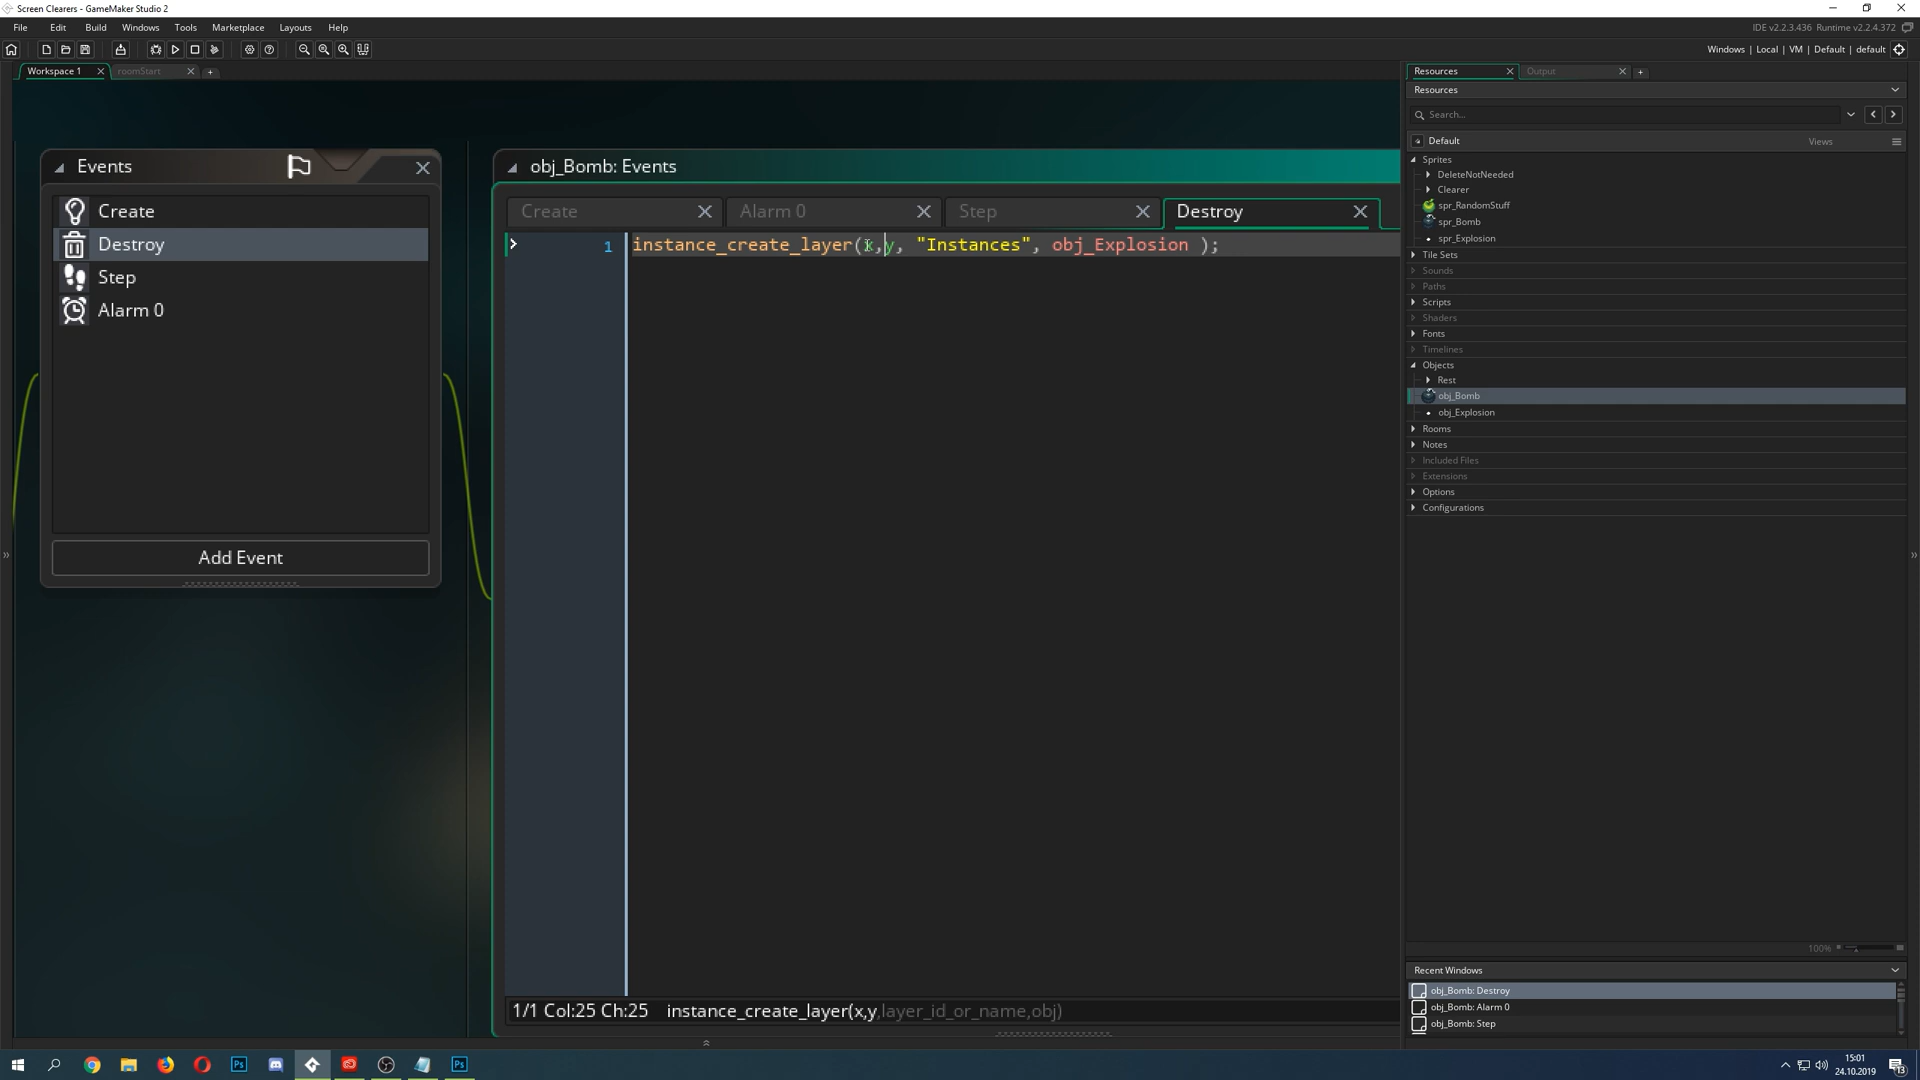 Screen Clearers - GameMaker Studio 2
File Edit Build Windows Tools Marketplace Layouts Help
IDE v2.2.3.436 Runtime v2.2.4.372
Windows | Local | VM | Default | default
Workspace 1
roomStart
Resources
Output
Resources
Search...
Default
Views
Sprites
DeleteNotNeeded
Clearer
spr_RandomStuff
spr_Bomb
spr_Explosion
Tile Sets
Sounds
Paths
Scripts
Shaders
Fonts
Timelines
Objects
Rest
obj_Bomb
obj_Explosion
Rooms
Notes
Included Files
Extensions
Options
Configurations
100%
Recent Windows
obj_Bomb: Destroy
obj_Bomb: Alarm 0
obj_Bomb: Step
Events
Create
Destroy
Step
Alarm 0
Add Event
obj_Bomb: Events
Create Alarm 0 Step Destroy
1 instance_create_layer(x,y, "Instances", obj_Explosion );
1/1 Col:25 Ch:25 instance_create_layer(x,y,layer_id_or_name,obj)
Ps
Ps
15:01
24.10.2019
13